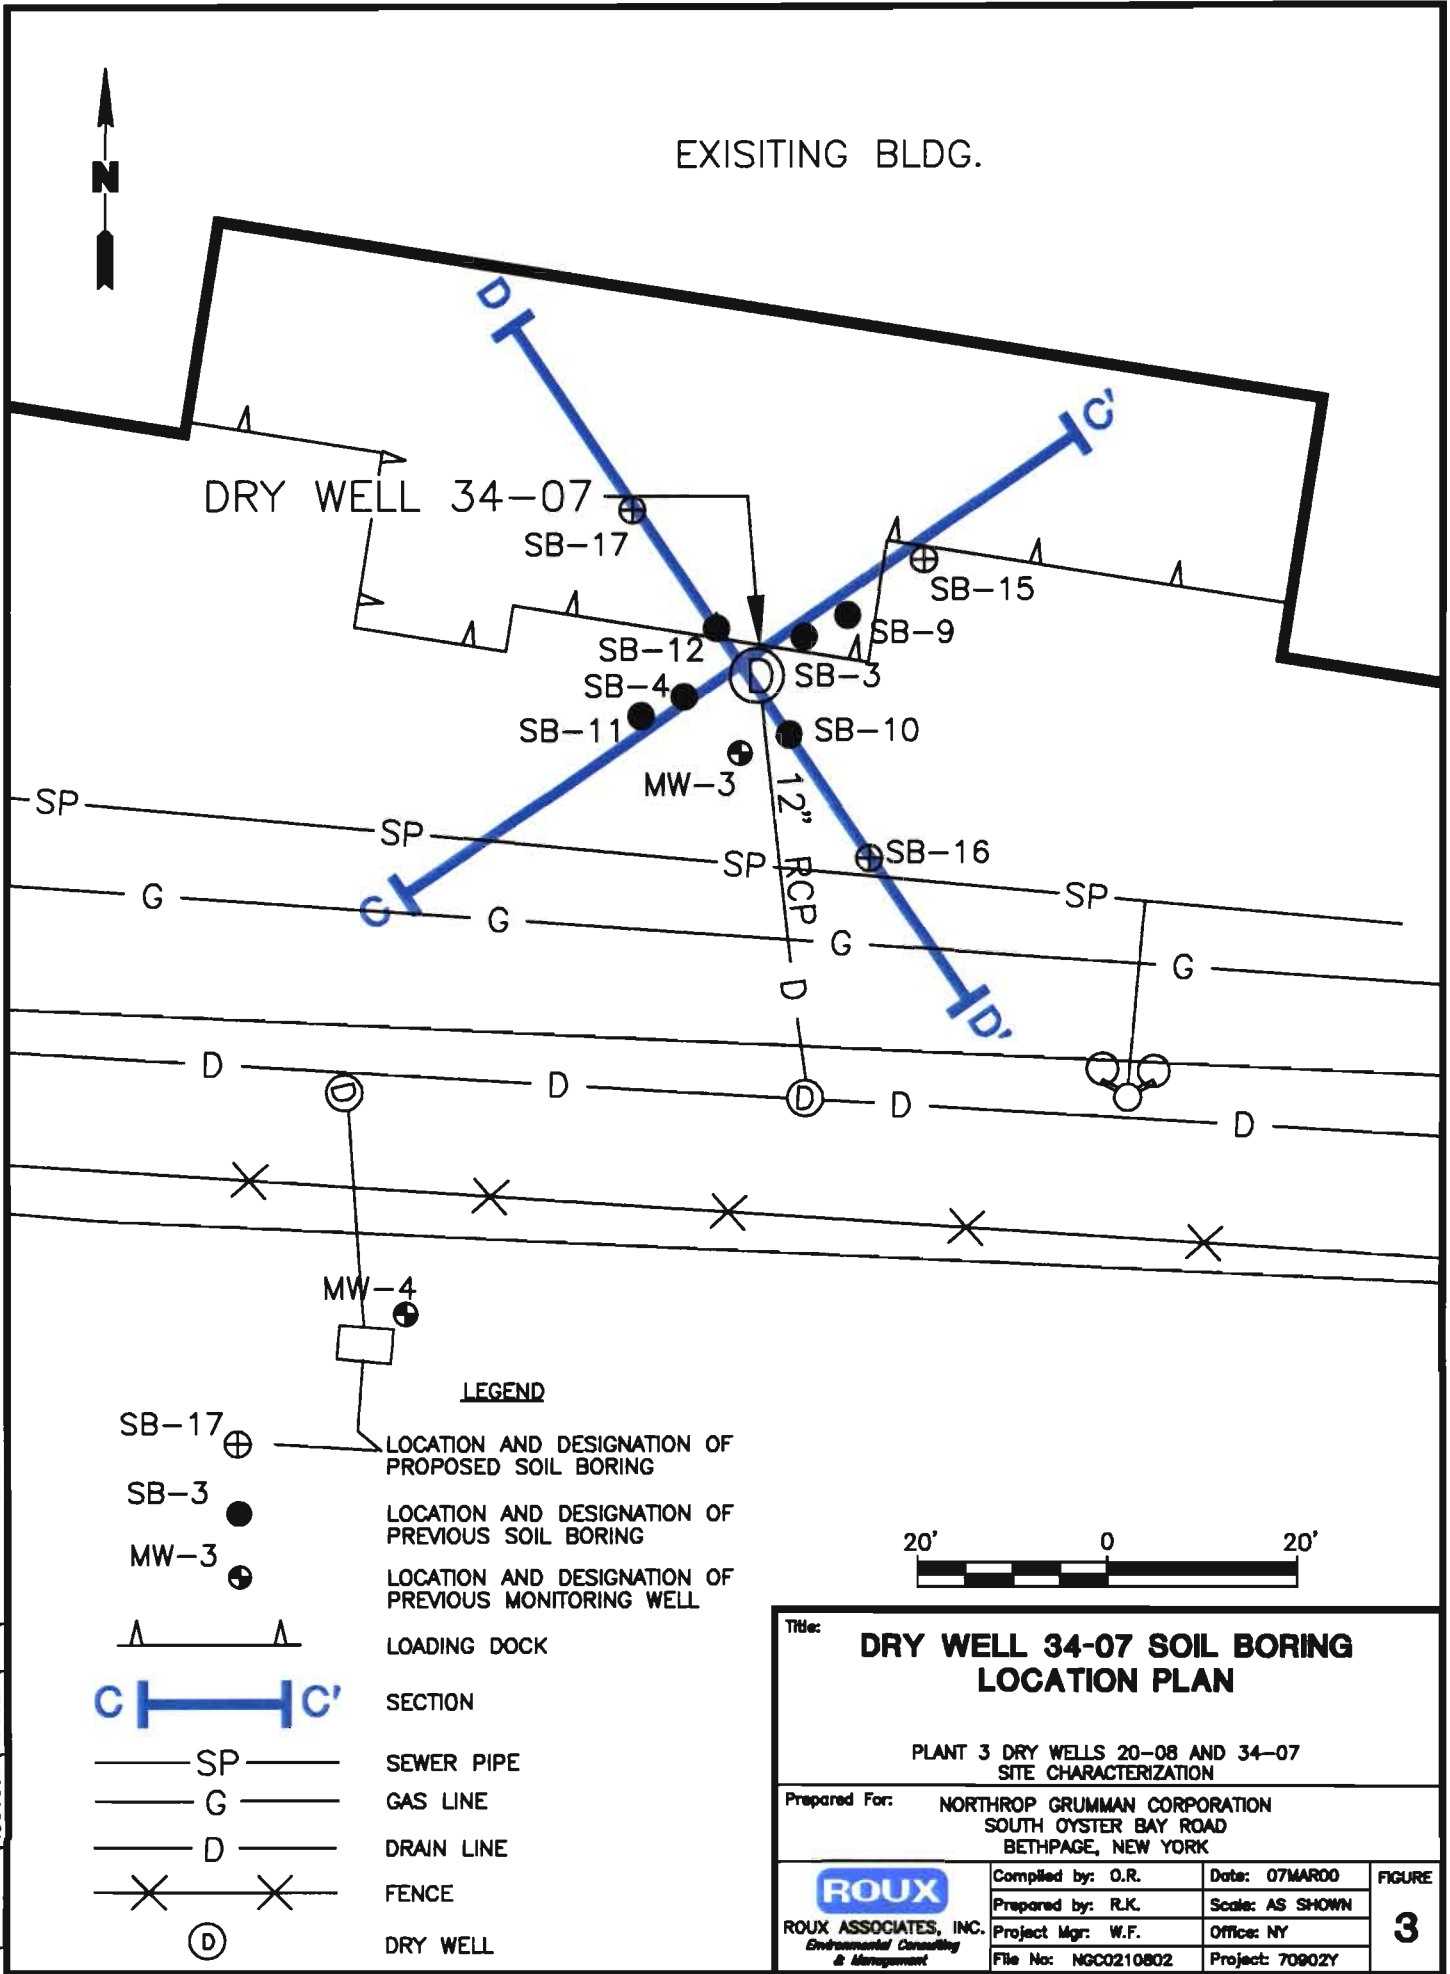 N
EXISITING BLDG.
D
C'
DRY WELL 34-07
SB-17
SB-15
SB-9
SB-12
SB-3
SB-4
D
SB-11
SB-10
MW-3
12" RCP
SP
SP
SP
SB-16
SP
G
C
G
G
G
D
D'
D
D
D
D
D
D
MW-4
LEGEND
SB-17
LOCATION AND DESIGNATION OF
PROPOSED SOIL BORING
SB-3
LOCATION AND DESIGNATION OF
PREVIOUS SOIL BORING
MW-3
LOCATION AND DESIGNATION OF
PREVIOUS MONITORING WELL
LOADING DOCK
C C' SECTION
SP SEWER PIPE
G GAS LINE
D DRAIN LINE
FENCE
D DRY WELL
20' 0 20'
Title:
DRY WELL 34-07 SOIL BORING
LOCATION PLAN
PLANT 3 DRY WELLS 20-08 AND 34-07
SITE CHARACTERIZATION
Prepared For:
NORTHROP GRUMMAN CORPORATION
SOUTH OYSTER BAY ROAD
BETHPAGE, NEW YORK
ROUX
ROUX ASSOCIATES, INC.
Environmental Consulting
& Management
Compiled by: O.R.
Date: 07MAR00
Prepared by: R.K.
Scale: AS SHOWN
Project Mgr: W.F.
Office: NY
File No: NGC0210802
Project: 70902Y
FIGURE
3